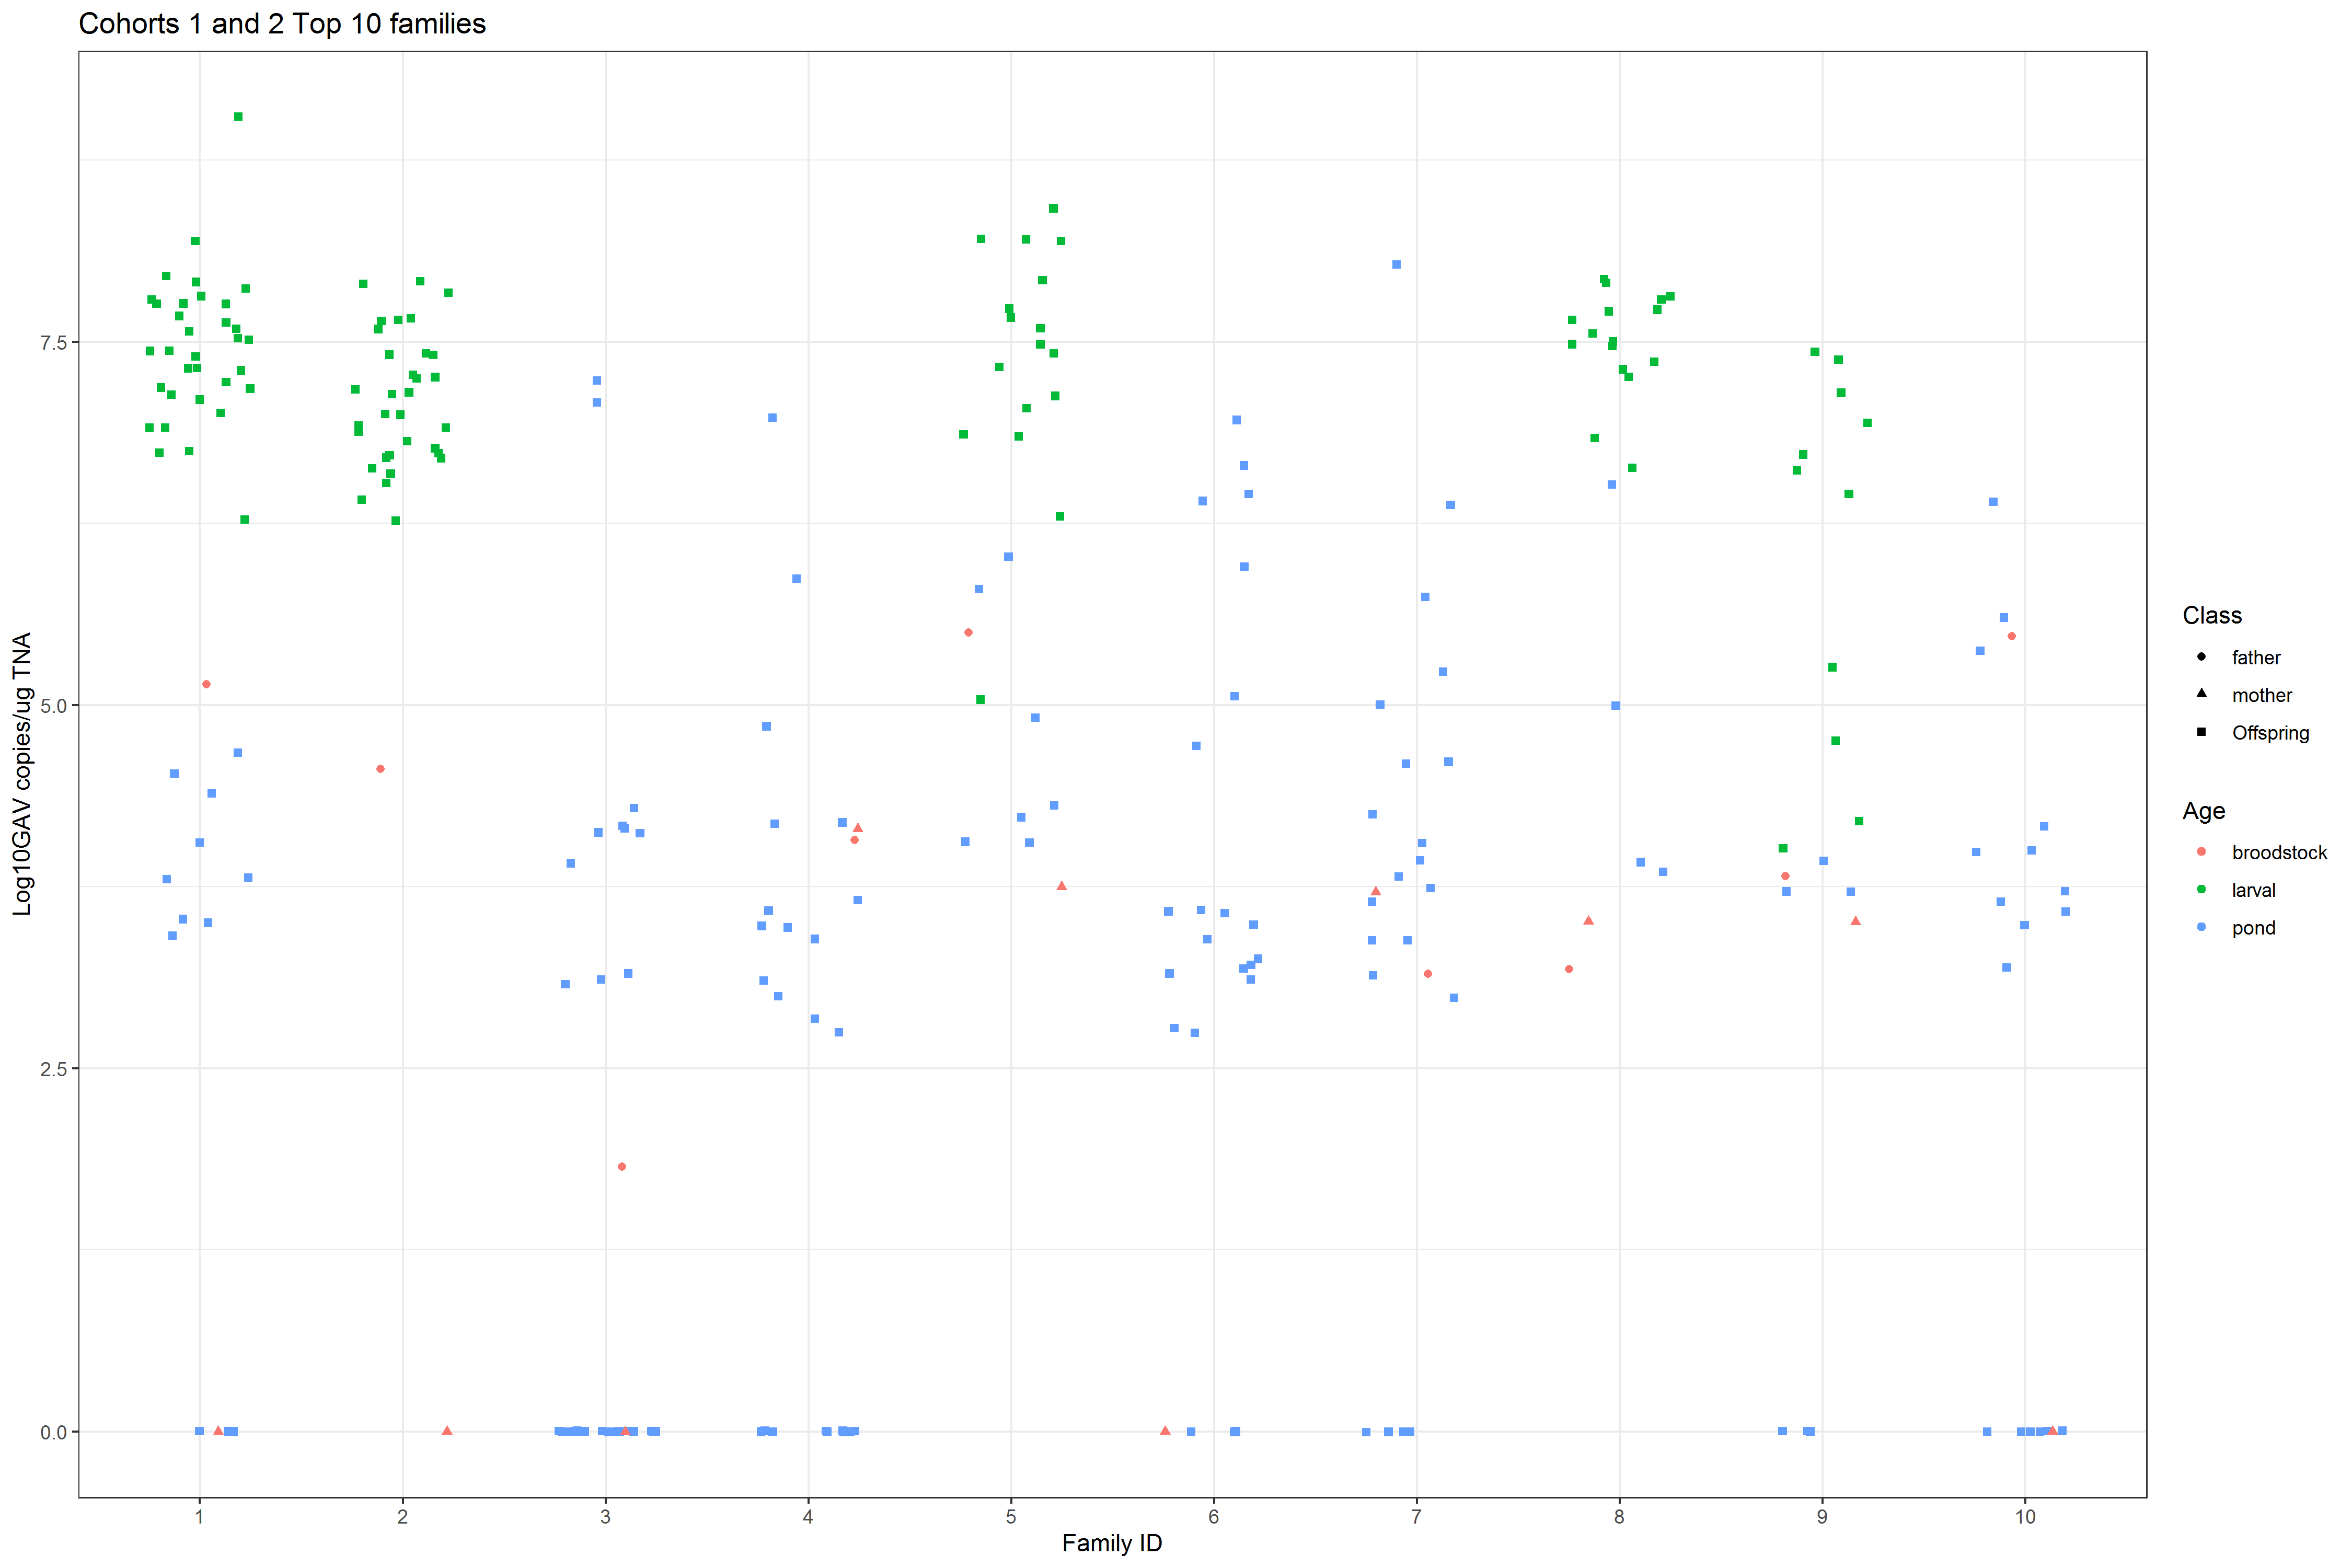 Cohorts 1 and 2 Top 10 families
Log10GAV copies/ug TNA
7.5
5.0
2.5
0.0
1 2 3 4 5 6 7 8 9 10
Family ID
Class
father
mother
Offspring
Age
broodstock
larval
pond